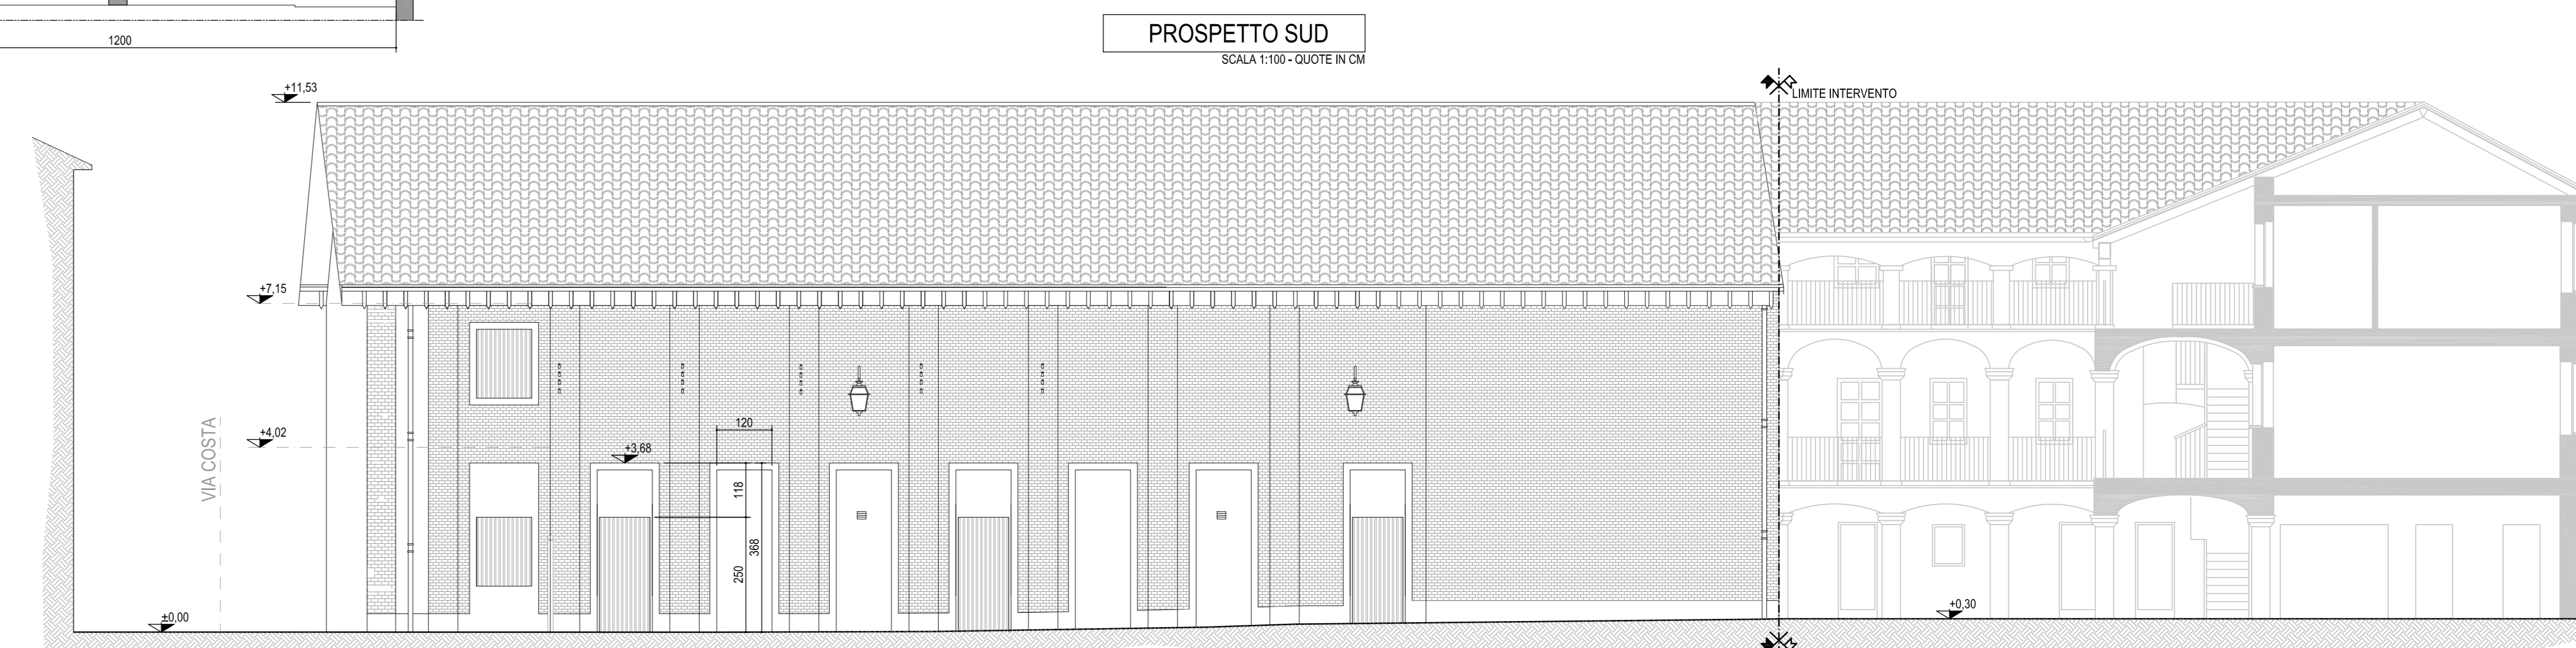 1200
PROSPETTO SUD
SCALA 1:100 - QUOTE IN CM
+11,53
LIMITE INTERVENTO
+7,15
+4,02
VIA COSTA
120
+3,68
118
368
250
±0,00
+0,30